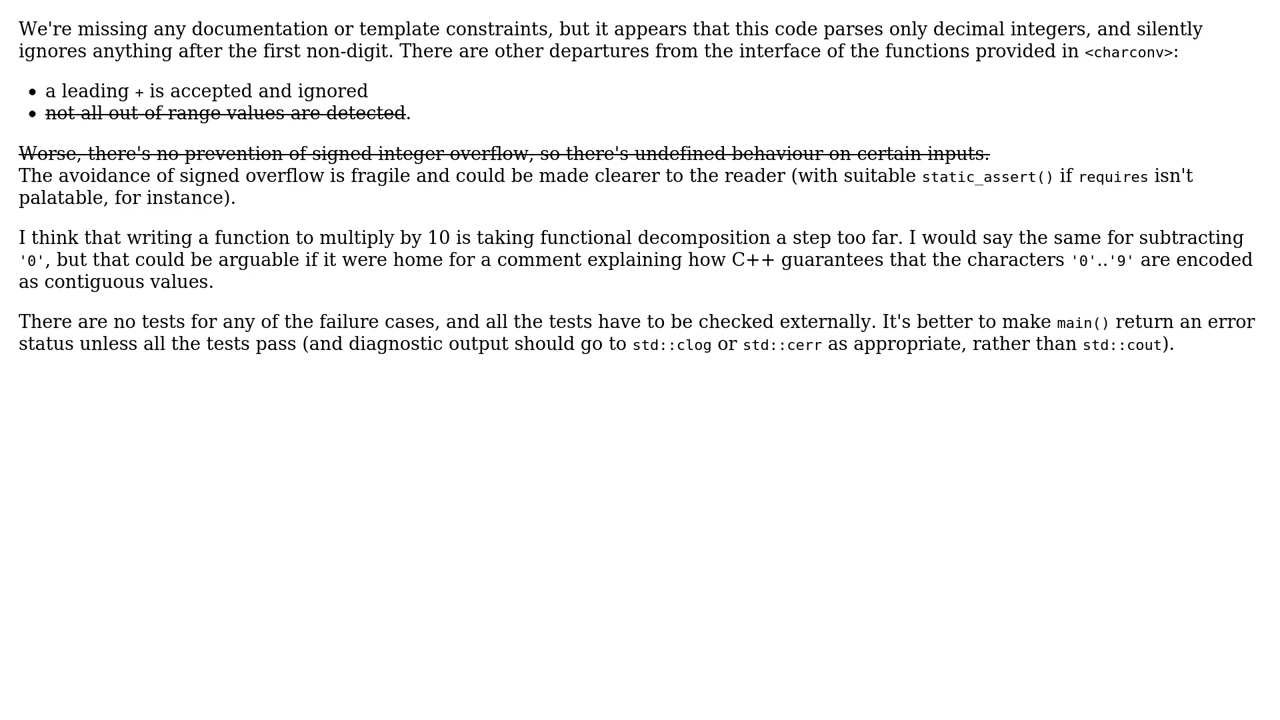 We're missing any documentation or template constraints, but it appears that this code parses only decimal integers, and silently
ignores anything after the first non-digit. There are other departures from the interface of the functions provided in <charconv>:
• a leading + is accepted and ignored
• not all out of range values are detected.
Worse, there's no prevention of signed integer overflow, so there's undefined behaviour on certain inputs.
The avoidance of signed overflow is fragile and could be made clearer to the reader (with suitable static_assert() if requires isn't
palatable, for instance).
I think that writing a function to multiply by 10 is taking functional decomposition a step too far. I would say the same for subtracting
'0', but that could be arguable if it were home for a comment explaining how C++ guarantees that the characters '0'..'9' are encoded
as contiguous values.
There are no tests for any of the failure cases, and all the tests have to be checked externally. It's better to make main() return an error
status unless all the tests pass (and diagnostic output should go to std::clog or std::cerr as appropriate, rather than std::cout).